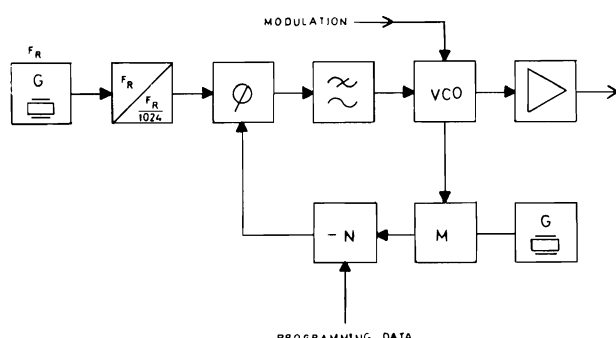 MODULATION
F_R
G
F_R
F_R
1024
φ
VCO
G
–N
M
PROGRAMMING DATA